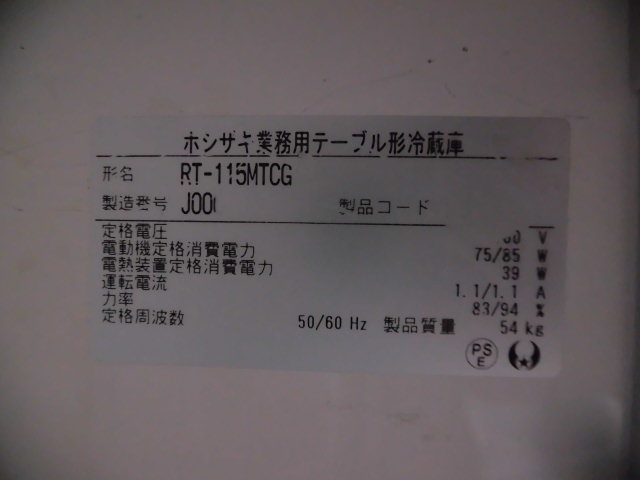 ホシザキ業務用テーブル形冷蔵庫
形名 RT-115MTCG
製造番号 J00 製品コード
定格電圧 V
電動機定格消費電力 75/85 W
電熱装置定格消費電力 39 W
運転電流 1.1/1.1 A
力率 83/94 %
定格周波数 50/60 Hz 製品質量 54 kg
PS
E